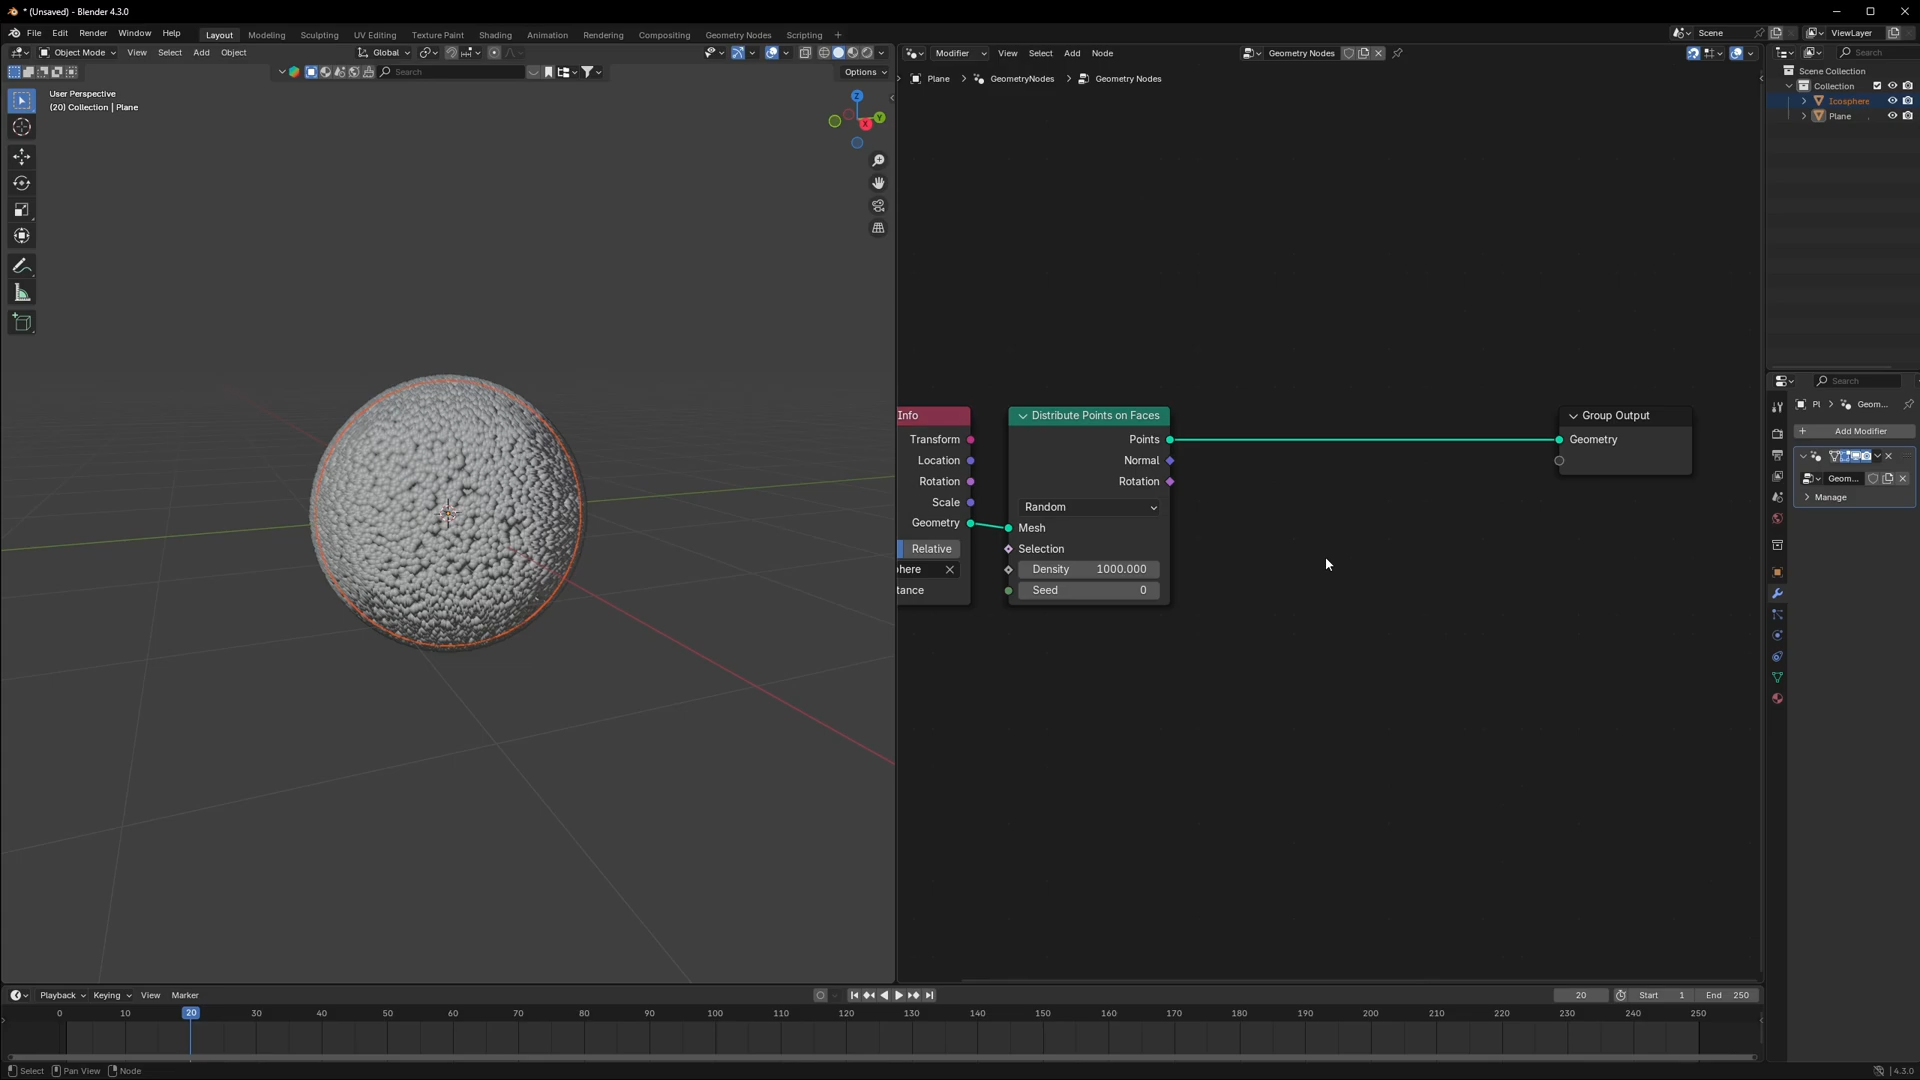 * (Unsaved) - Blender 4.3.0
File Edit Render Window Help
Layout Modeling Sculpting UV Editing Texture Paint Shading Animation Rendering Compositing Geometry Nodes Scripting +
Scene
ViewLayer
Object Mode View Select Add Object
Global
Search
Options
User Perspective
(20) Collection | Plane
Z
Y
X
Modifier View Select Add Node
Geometry Nodes
Plane > GeometryNodes > Geometry Nodes
Info
Transform
Location
Rotation
Scale
Geometry
Relative
here
tance
Distribute Points on Faces
Points
Normal
Rotation
Random
Mesh
Selection
Density 1000.000
Seed 0
Group Output
Geometry
Search
Scene Collection
Collection
Icosphere
Plane
Search
Pl > Geom...
+ Add Modifier
Geom...
Manage
Playback Keying View Marker
20
Start 1
End 250
0 10 20 30 40 50 60 70 80 90 100 110 120 130 140 150 160 170 180 190 200 210 220 230 240 250
Select Pan View Node
4.3.0